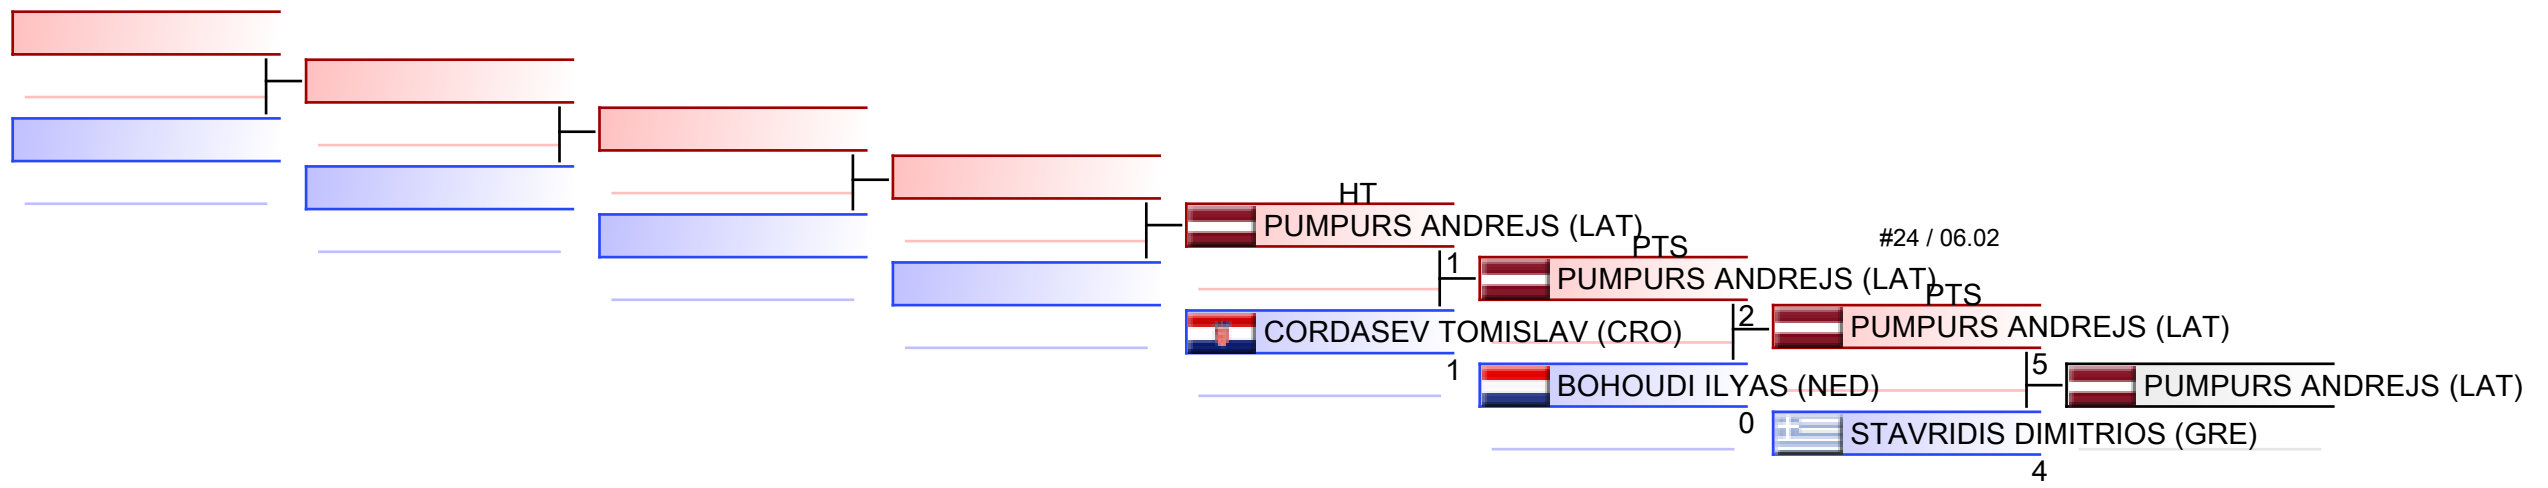 HT
PUMPURS ANDREJS (LAT)
1
CORDASEV TOMISLAV (CRO)
1
PTS
PUMPURS ANDREJS (LAT)
2
BOHOUDI ILYAS (NED)
0
#24 / 06.02
PTS
PUMPURS ANDREJS (LAT)
5
STAVRIDIS DIMITRIOS (GRE)
4
PUMPURS ANDREJS (LAT)